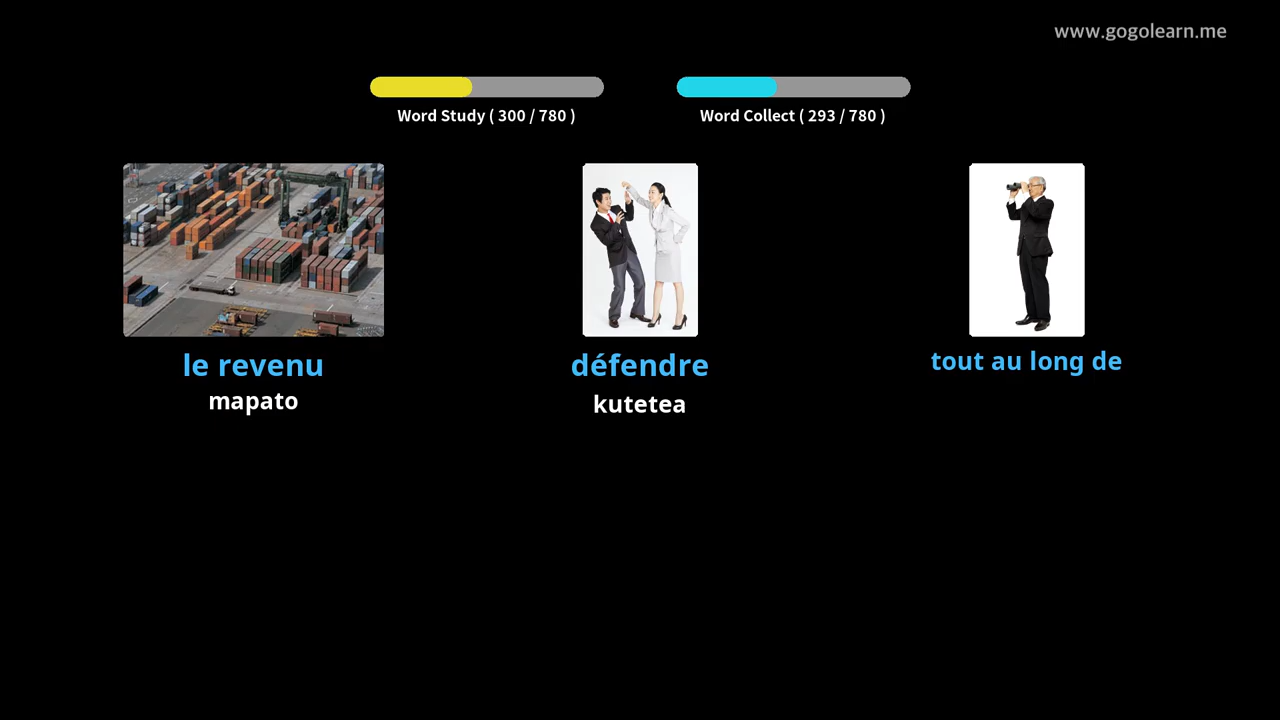 www.gogolearn.me
Word Study ( 300 / 780 )
Word Collect ( 293 / 780 )
le revenu
mapato
défendre
kutetea
tout au long de